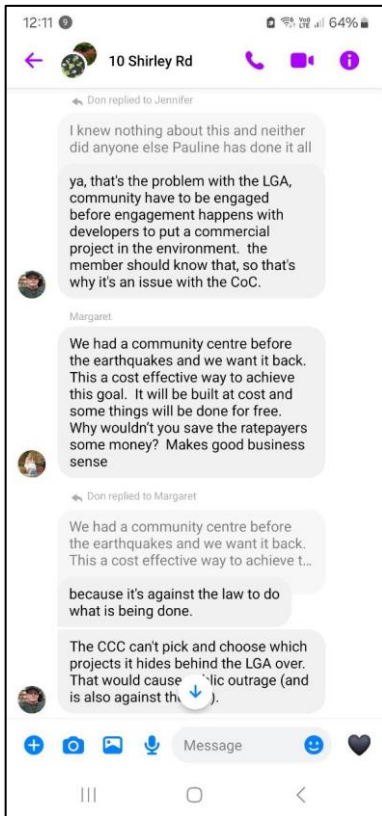 12:11 9 Vo) LTE 64%
10 Shirley Rd
Don replied to Jennifer
I knew nothing about this and neither
did anyone else Pauline has done it all
ya, that's the problem with the LGA,
community have to be engaged
before engagement happens with
developers to put a commercial
project in the environment. the
member should know that, so that's
why it's an issue with the CoC.
Margaret
We had a community centre before
the earthquakes and we want it back.
This a cost effective way to achieve
this goal. It will be built at cost and
some things will be done for free.
Why wouldn't you save the ratepayers
some money? Makes good business
sense
Don replied to Margaret
We had a community centre before
the earthquakes and we want it back.
This a cost effective way to achieve t...
because it's against the law to do
what is being done.
The CCC can't pick and choose which
projects it hides behind the LGA over.
That would cause outrage (and
is also against
Message